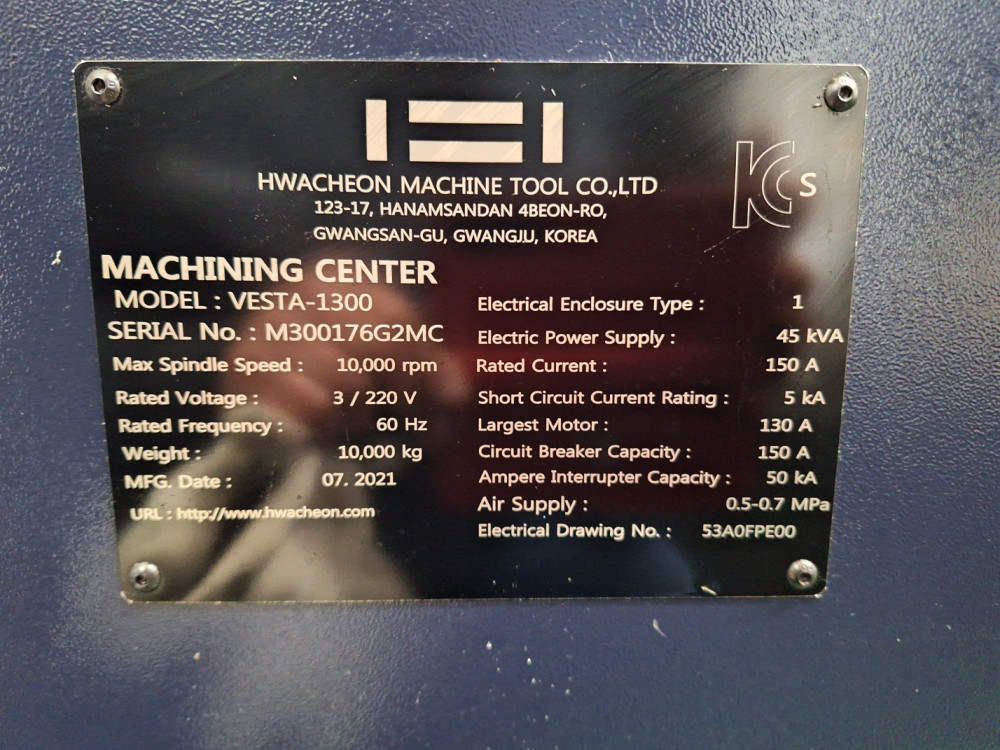 HWACHEON MACHINE TOOL CO.,LTD
123-17, HANAMSANDAN 4BEON-RO,
GWANGSAN-GU, GWANGJU, KOREA
KCs
MACHINING CENTER
MODEL : VESTA-1300
SERIAL No. : M300176G2MC
Max Spindle Speed : 10,000 rpm
Rated Voltage : 3 / 220 V
Rated Frequency : 60 Hz
Weight : 10,000 kg
MFG. Date : 07. 2021
URL : http://www.hwacheon.com
Electrical Enclosure Type : 1
Electric Power Supply : 45 kVA
Rated Current : 150 A
Short Circuit Current Rating : 5 kA
Largest Motor : 130 A
Circuit Breaker Capacity : 150 A
Ampere Interrupter Capacity : 50 kA
Air Supply : 0.5-0.7 MPa
Electrical Drawing No. : 53A0FPE00